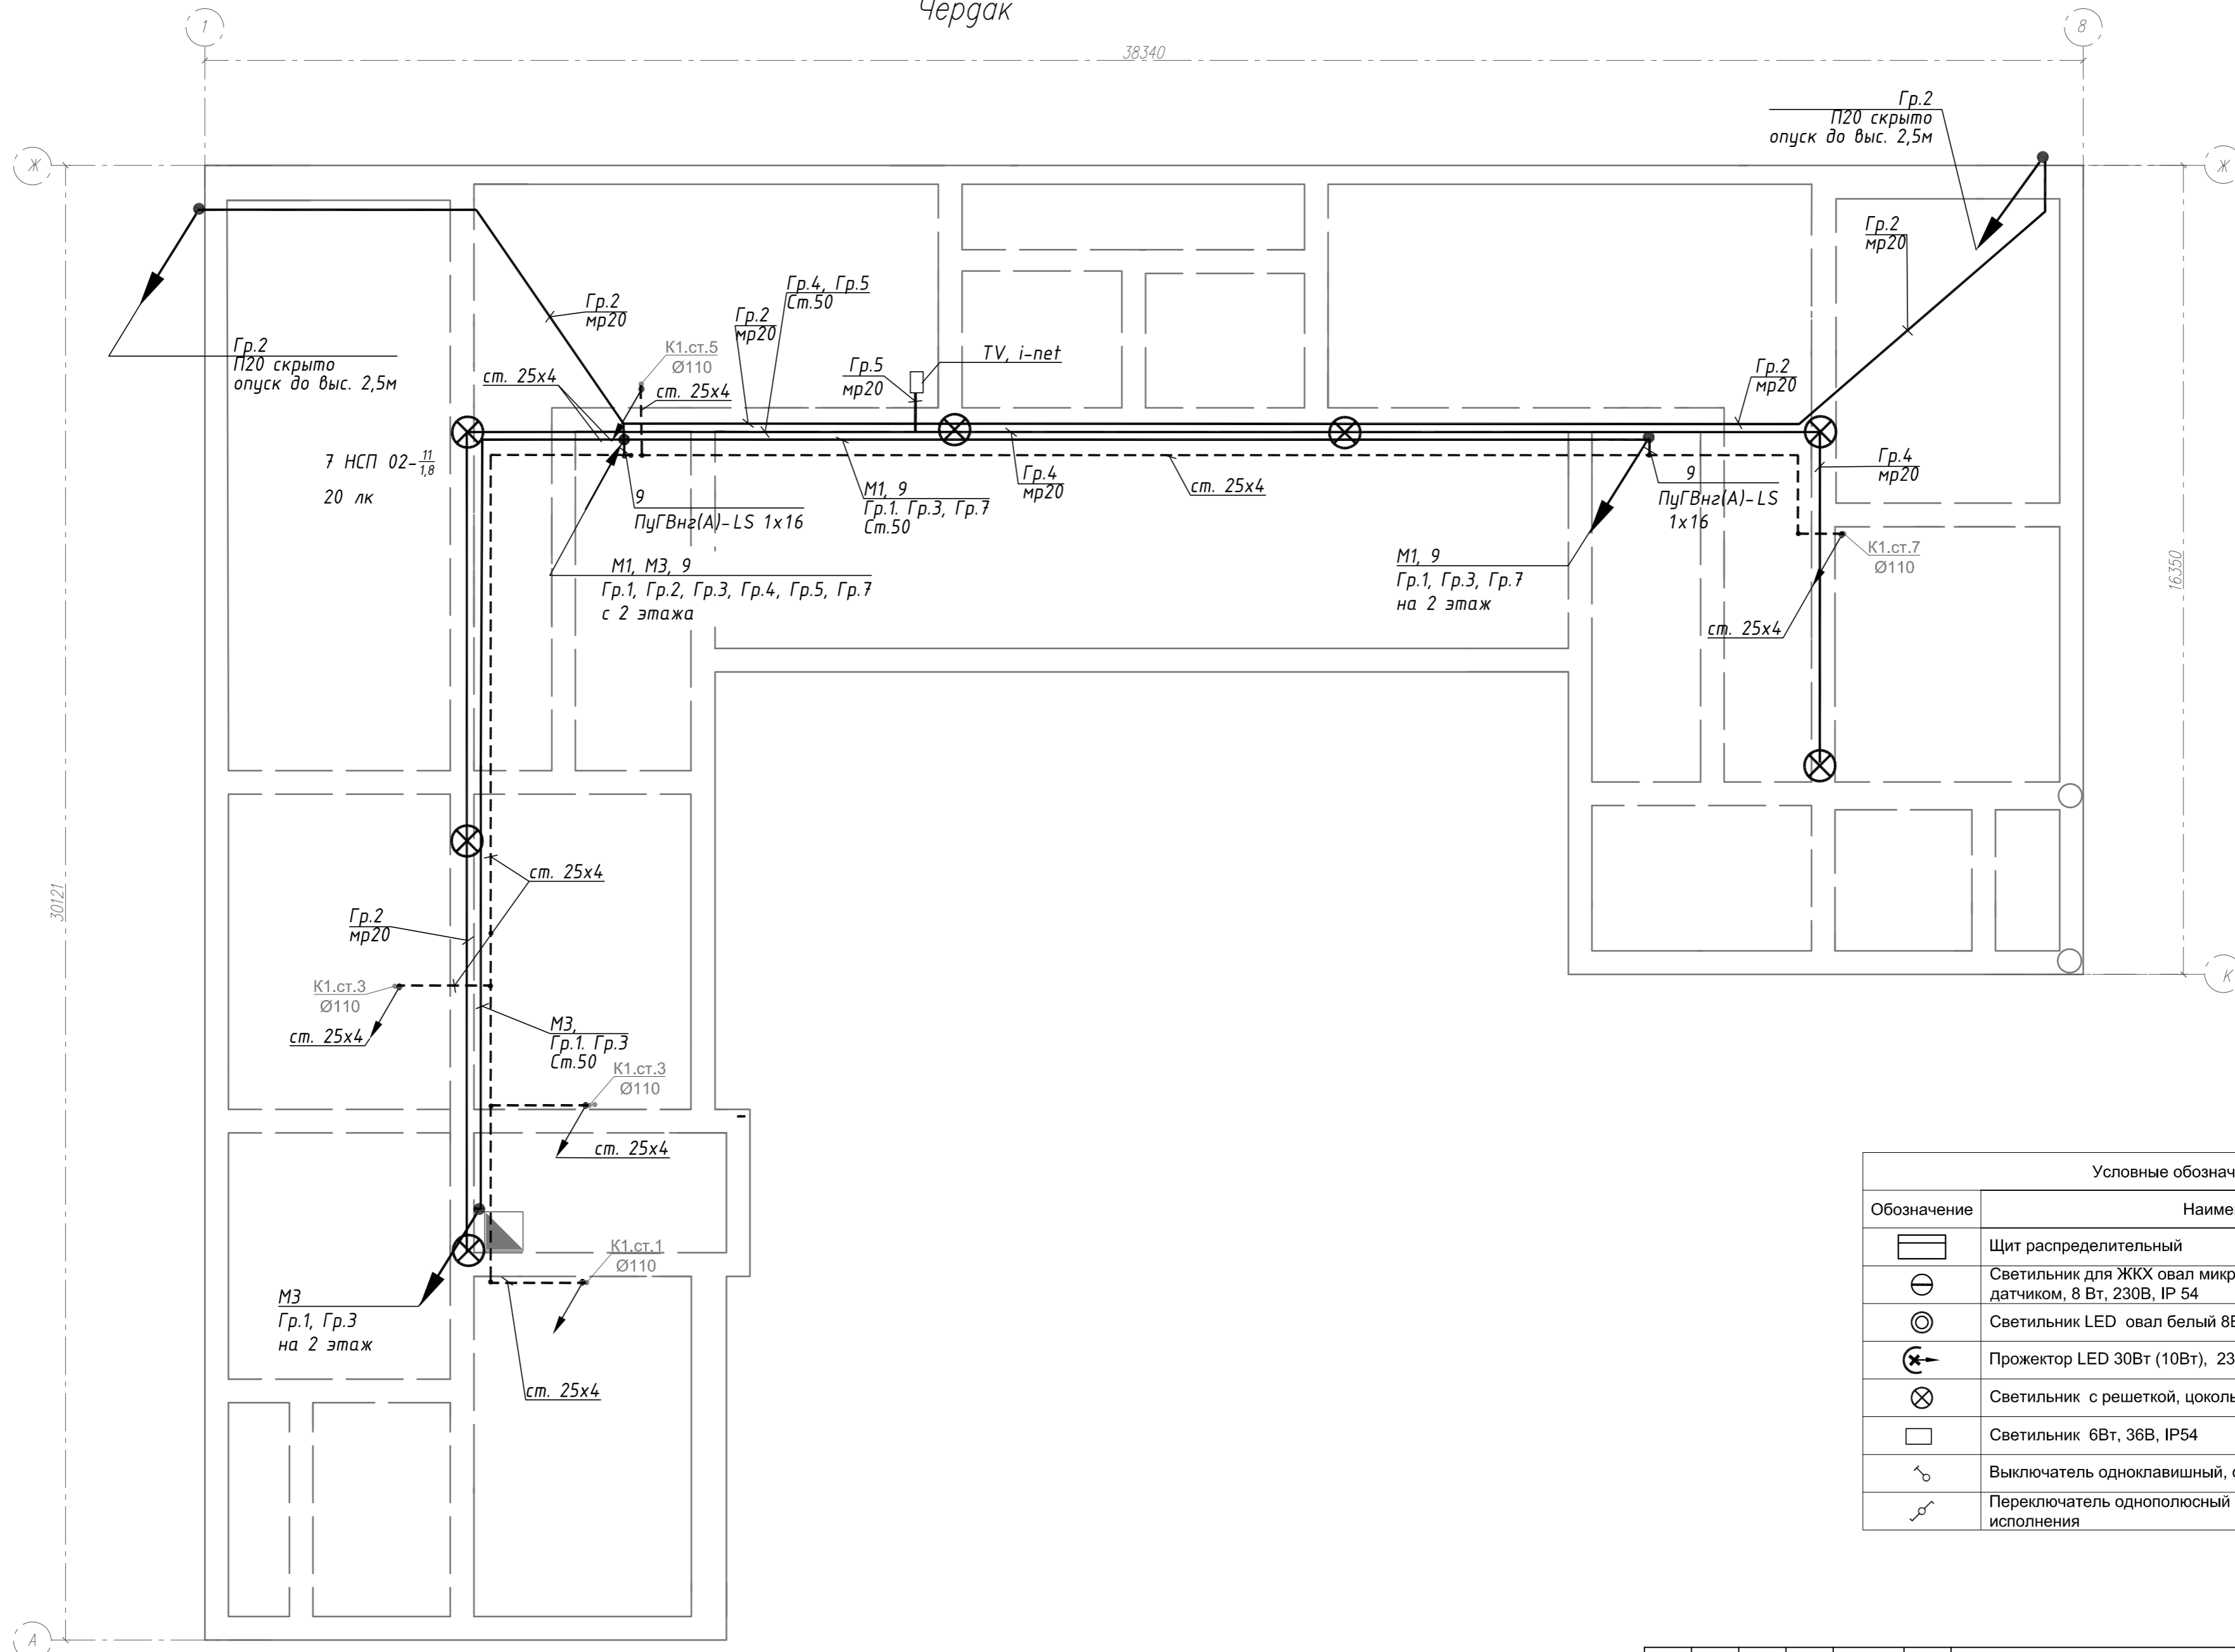 Чердак
1
8
38340
Гр.2
П20 скрыто
опуск до выс. 2,5м
Ж
Ж
Гр.2
мр20
Гр.4, Гр.5
Ст.50
Гр.2
мр20
Гр.2
мр20
Гр.2
П20 скрыто
опуск до выс. 2,5м
К1.ст.5
Ø110
TV, i-net
Гр.5
мр20
Гр.2
мр20
ст. 25х4
ст. 25х4
7 НСП 02-11/1,8
20 лк
Гр.4
мр20
Гр.4
мр20
9
ПуГВнг(А)-LS 1х16
М1, 9
Гр.1. Гр.3, Гр.7
Ст.50
ст. 25х4
9
ПуГВнг(А)-LS
1х16
К1.ст.7
Ø110
М1, М3, 9
Гр.1, Гр.2, Гр.3, Гр.4, Гр.5, Гр.7
с 2 этажа
М1, 9
Гр.1, Гр.3, Гр.7
на 2 этаж
16350
ст. 25х4
ст. 25х4
30121
Гр.2
мр20
К1.ст.3
Ø110
ст. 25х4
М3,
Гр.1. Гр.3
Ст.50
К1.ст.3
Ø110
К
ст. 25х4
К1.ст.1
Ø110
М3
Гр.1, Гр.3
на 2 этаж
ст. 25х4
Условные обознач
Обозначение
Наиме
Щит распределительный
Светильник для ЖКХ овал микр
датчиком, 8 Вт, 230В, IP 54
Светильник LED овал белый 8В
Прожектор LED 30Вт (10Вт), 23
Светильник с решеткой, цоколь
Светильник 6Вт, 36В, IP54
Выключатель одноклавишный,
Переключатель однополюсный
исполнения
А